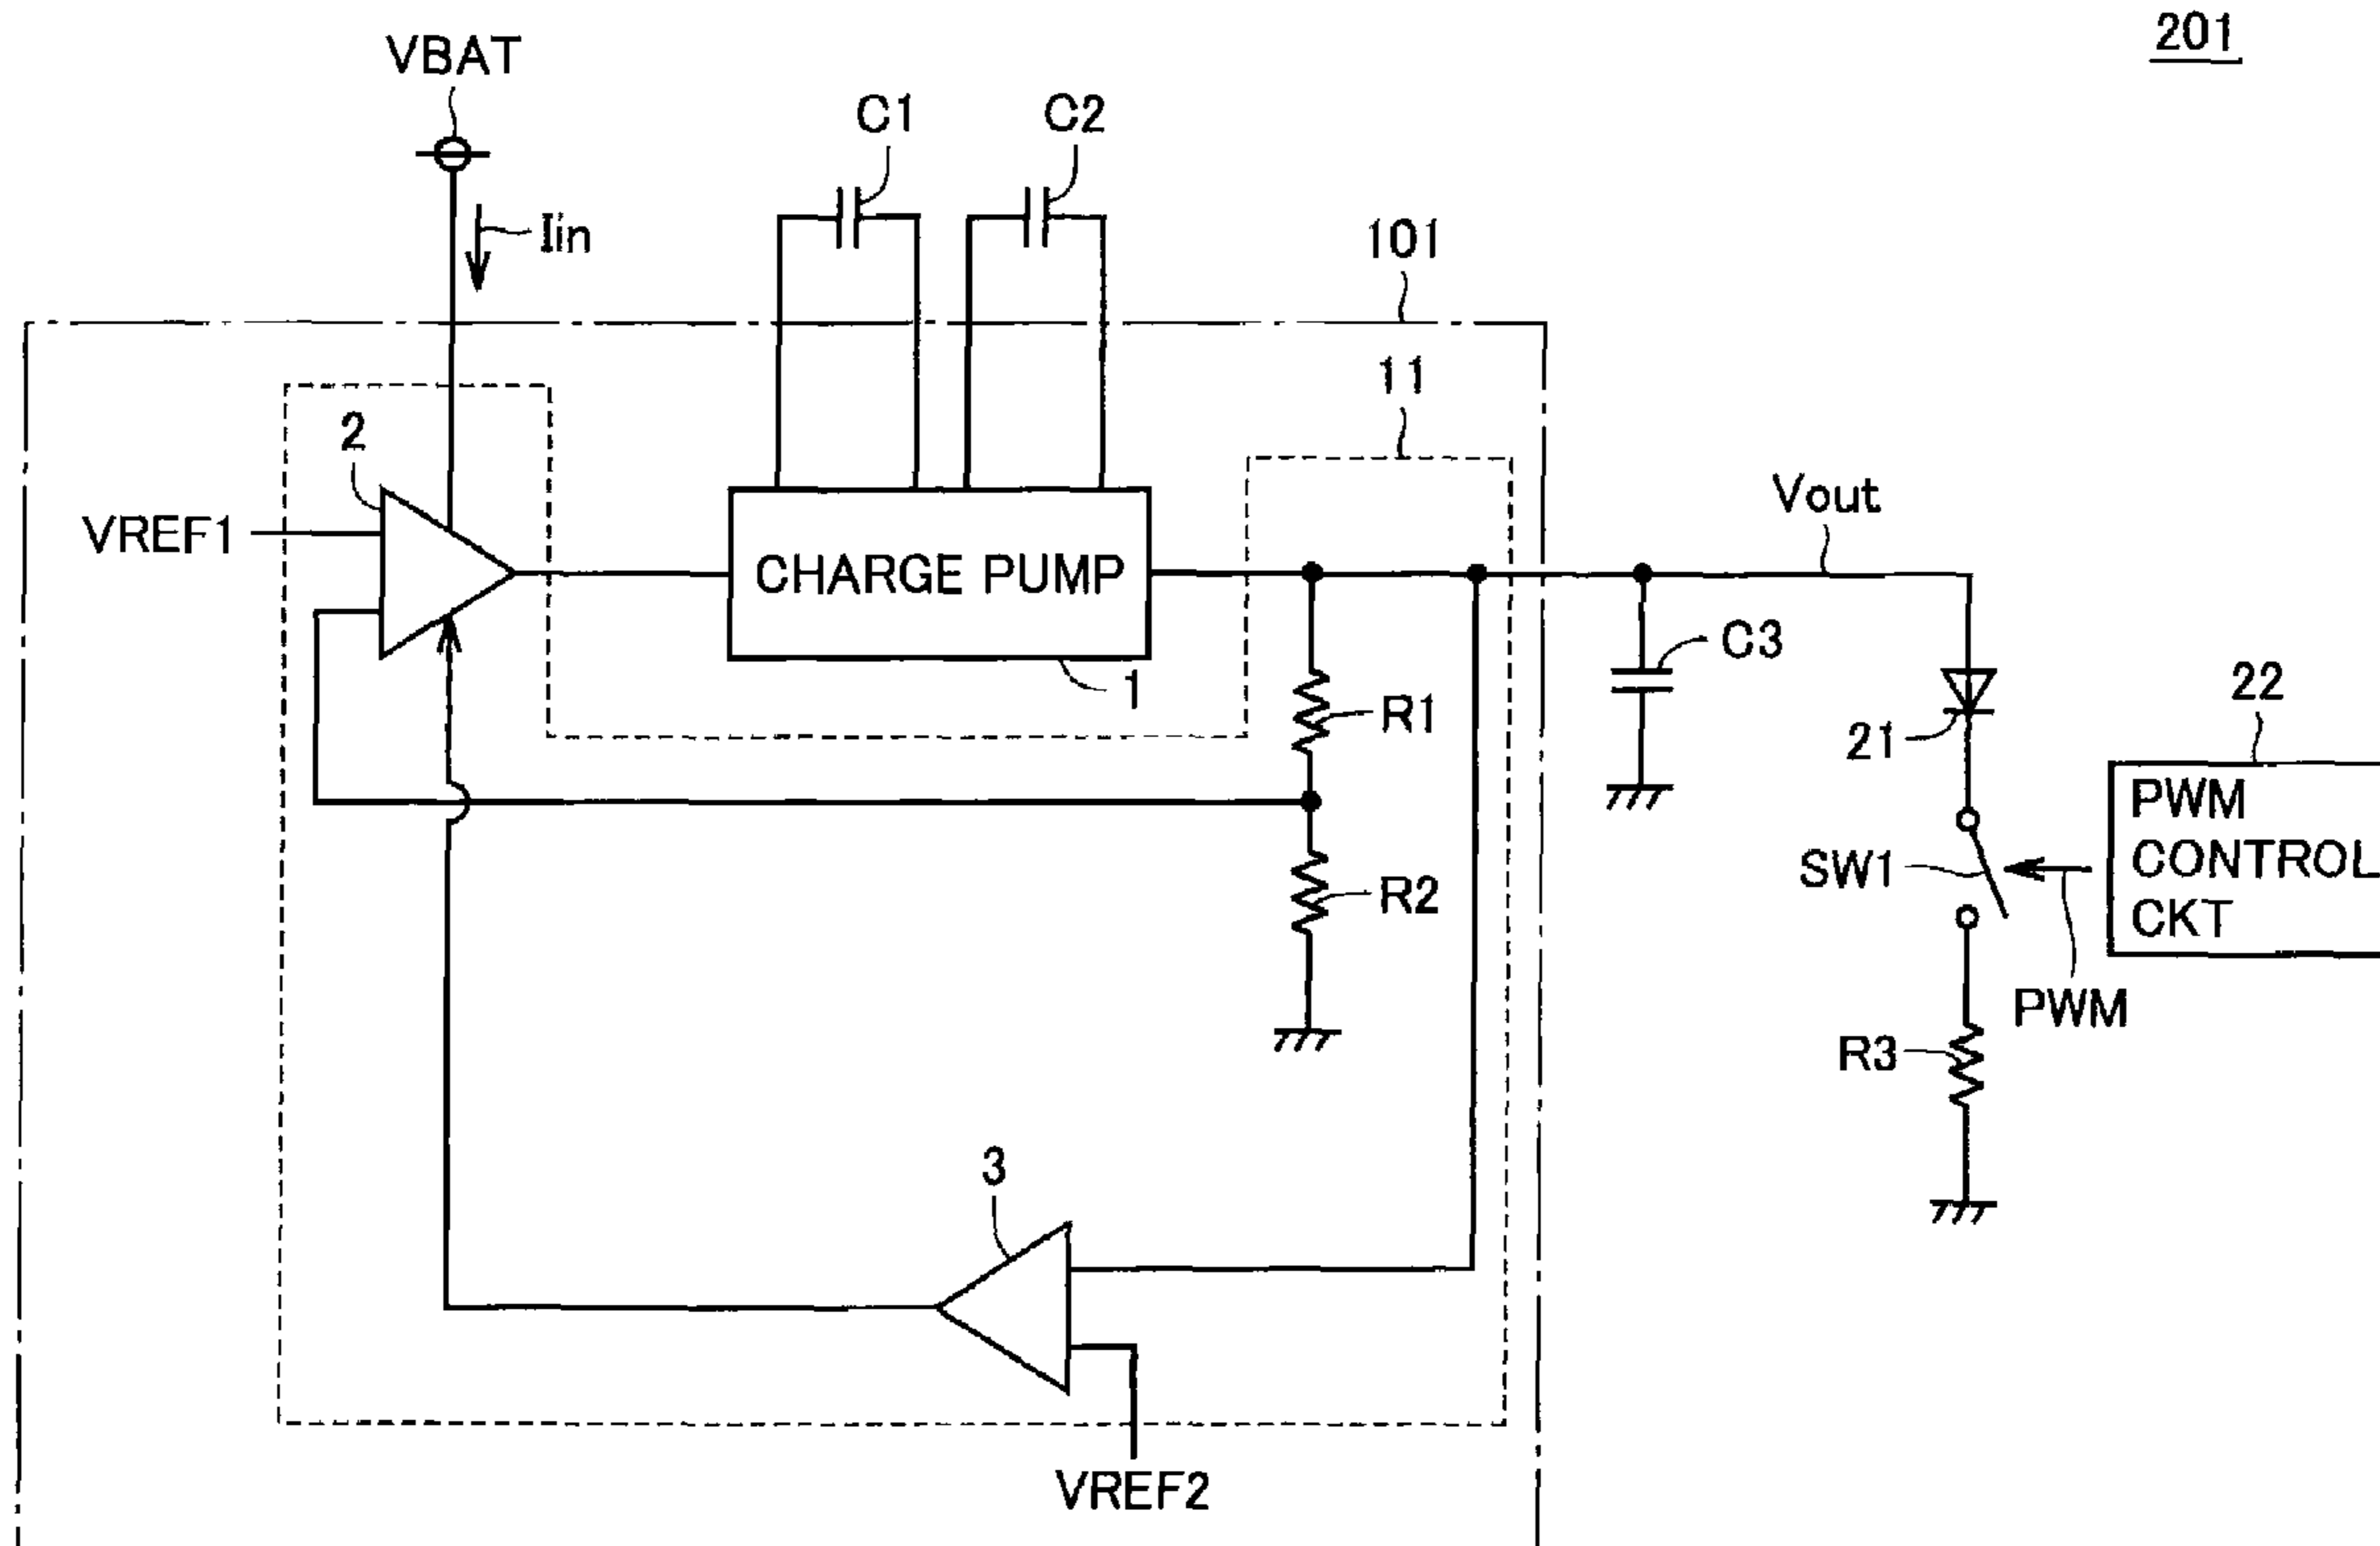 201
VBAT
C1
C2
Iin
101
11
2
VREF1
CHARGE PUMP
Vout
C3
1
R1
21
22
PWM
CONTROL
CKT
SW1
R2
PWM
R3
3
VREF2